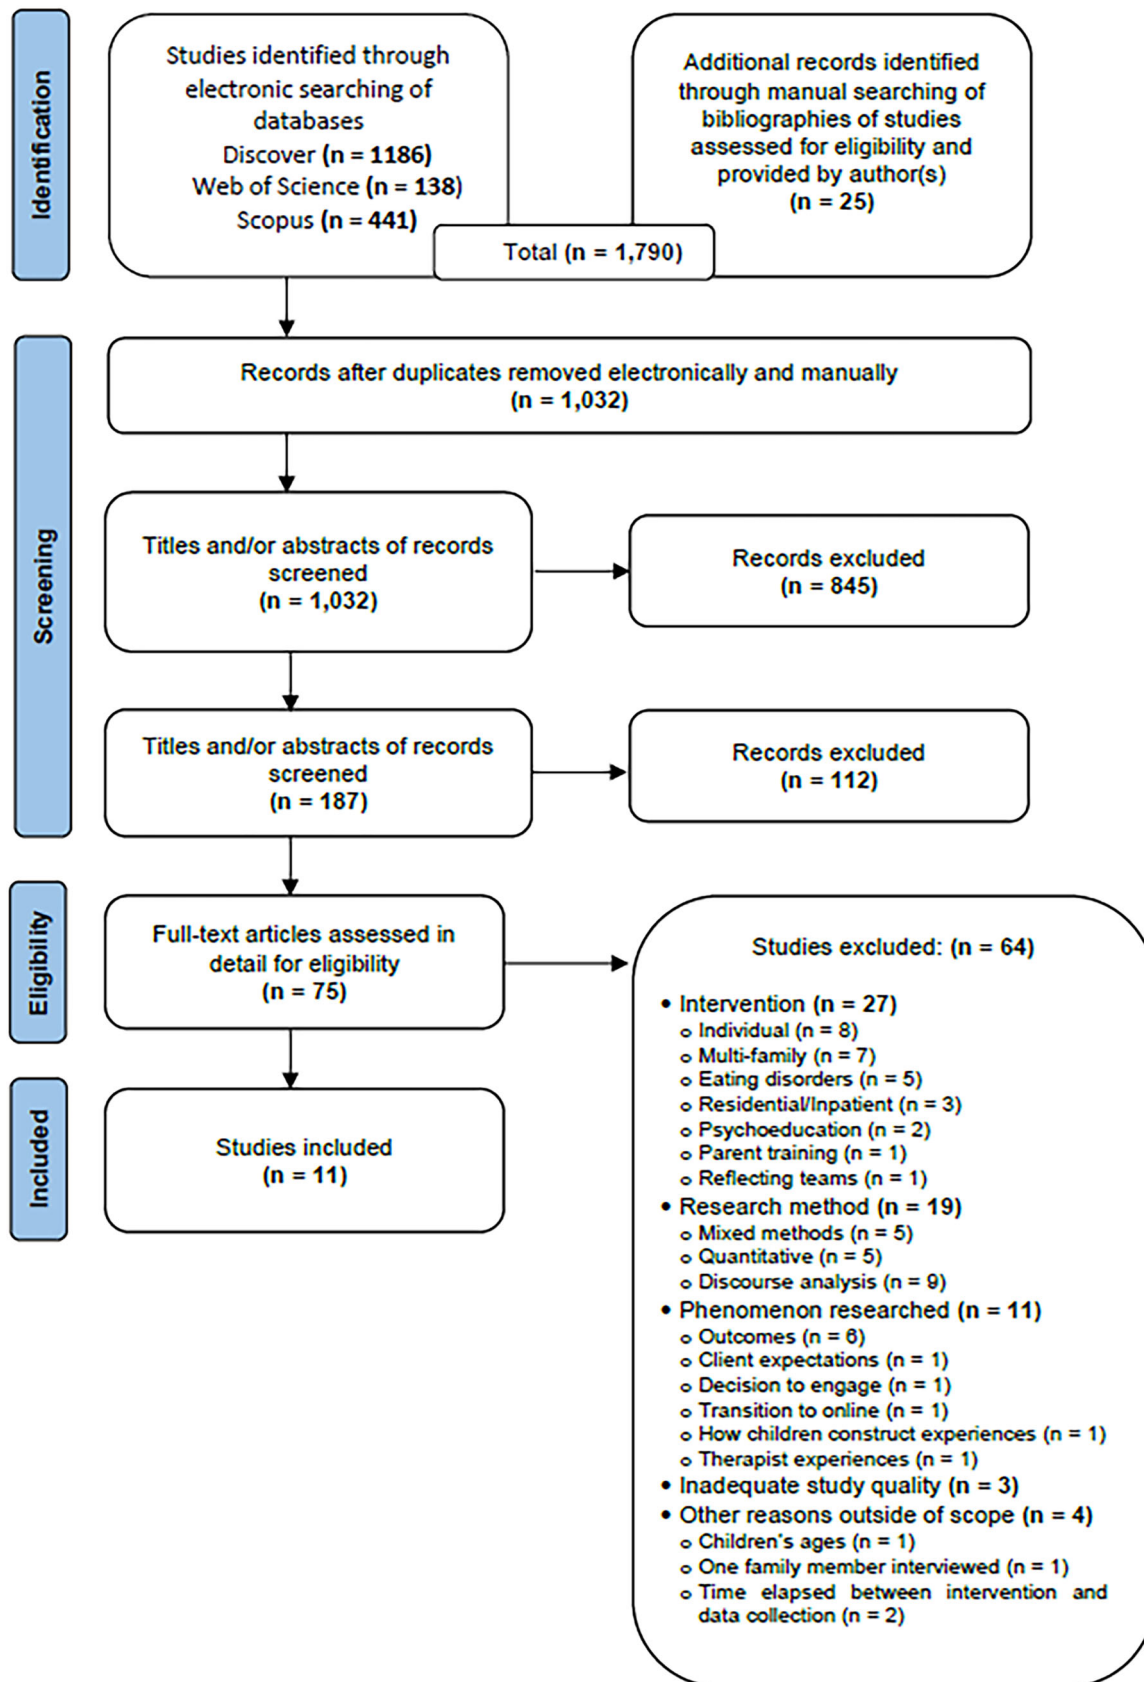 Identification
Studies identified through
electronic searching of
databases
Discover (n = 1186)
Web of Science (n = 138)
Scopus (n = 441)
Additional records identified
through manual searching of
bibliographies of studies
assessed for eligibility and
provided by author(s)
(n = 25)
Total (n = 1,790)
Screening
Records after duplicates removed electronically and manually
(n = 1,032)
Titles and/or abstracts of records
screened
(n = 1,032)
Records excluded
(n = 845)
Titles and/or abstracts of records
screened
(n = 187)
Records excluded
(n = 112)
Eligibility
Full-text articles assessed in
detail for eligibility
(n = 75)
Studies excluded: (n = 64)
• Intervention (n = 27)
o Individual (n = 8)
o Multi-family (n = 7)
o Eating disorders (n = 5)
o Residential/Inpatient (n = 3)
o Psychoeducation (n = 2)
o Parent training (n = 1)
o Reflecting teams (n = 1)
• Research method (n = 19)
o Mixed methods (n = 5)
o Quantitative (n = 5)
o Discourse analysis (n = 9)
• Phenomenon researched (n = 11)
o Outcomes (n = 6)
o Client expectations (n = 1)
o Decision to engage (n = 1)
o Transition to online (n = 1)
o How children construct experiences (n = 1)
o Therapist experiences (n = 1)
• Inadequate study quality (n = 3)
• Other reasons outside of scope (n = 4)
o Children's ages (n = 1)
o One family member interviewed (n = 1)
o Time elapsed between intervention and
data collection (n = 2)
Included
Studies included
(n = 11)